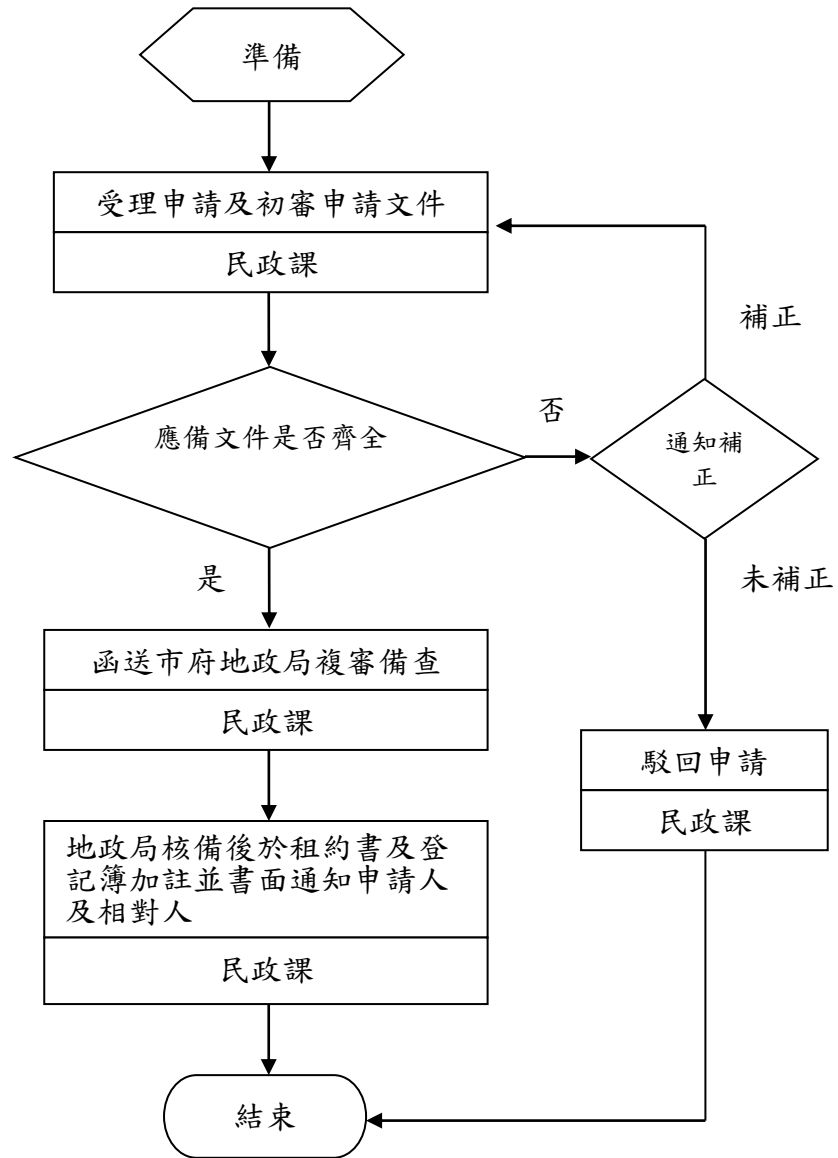 準備
受理申請及初審申請文件
民政課
補正
否
應備文件是否齊全
通知補
正
是
未補正
函送市府地政局複審備查
民政課
駁回申請
民政課
地政局核備後於租約書及登
記簿加註並書面通知申請人
及相對人
民政課
結束